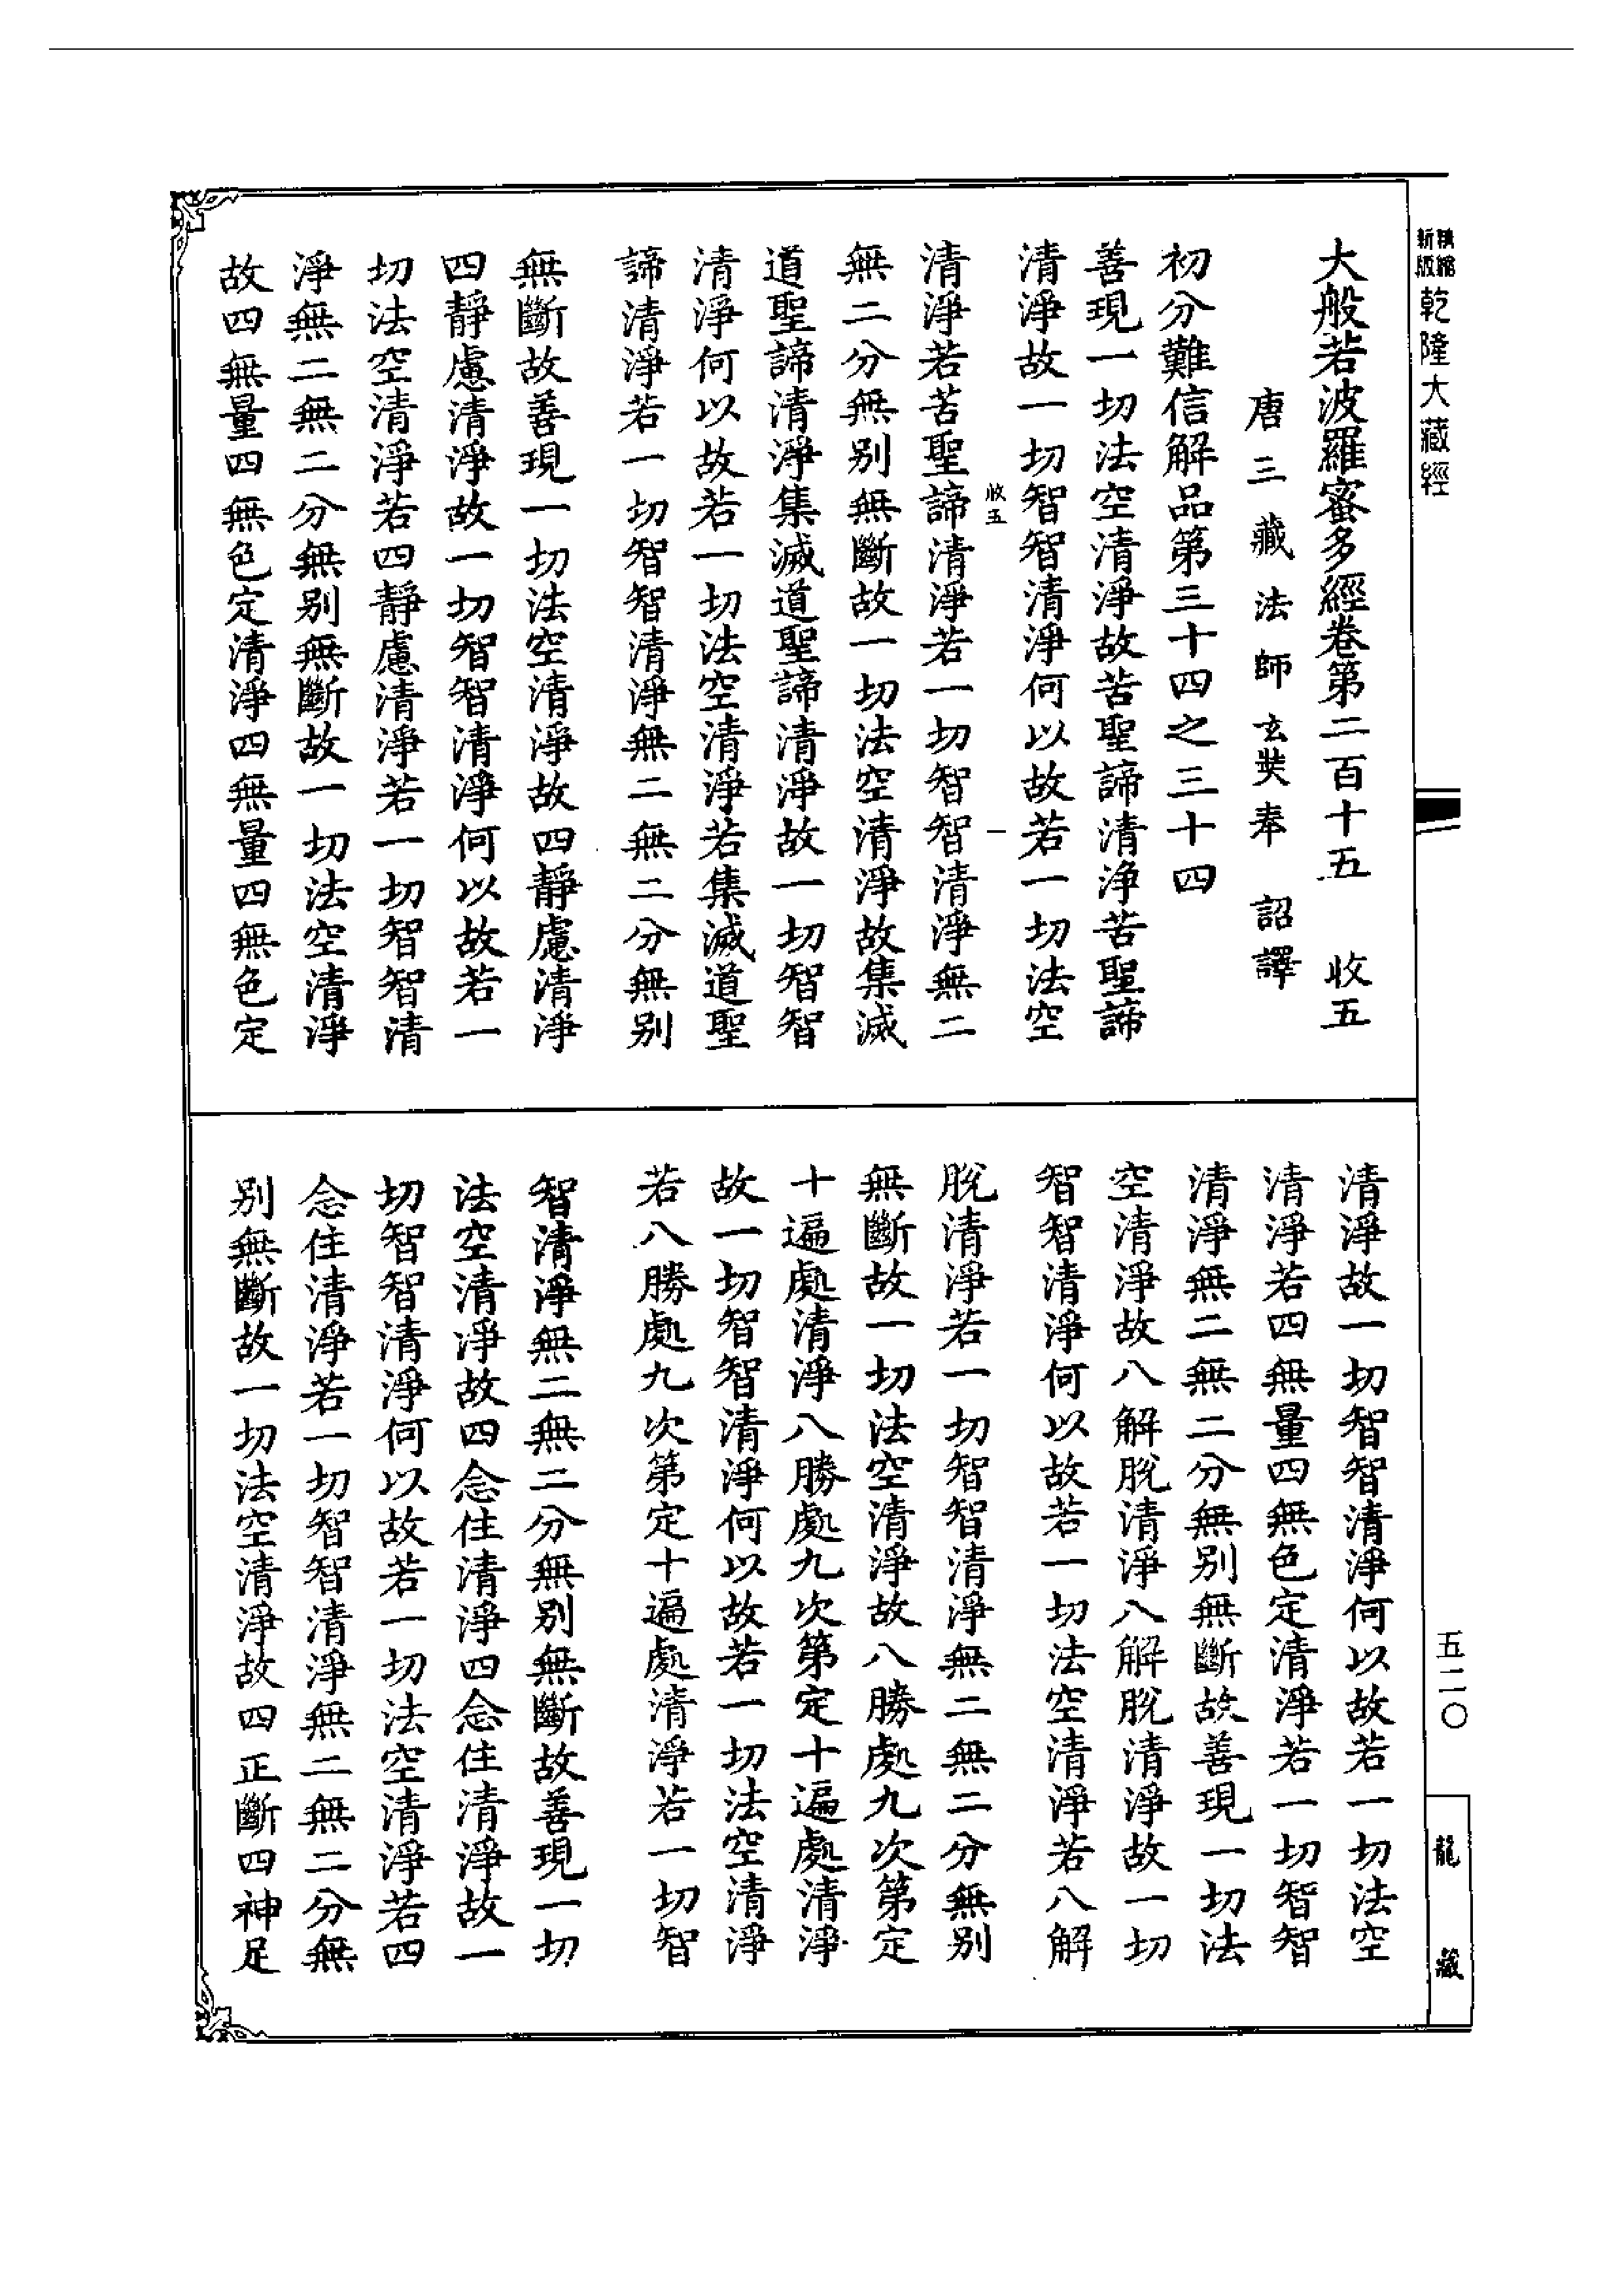 精縮新版乾隆大藏經
大般若波羅蜜多經卷第二百十五 收五
唐三藏法師玄奘奉 詔譯
初分難信解品第三十四之三十四
善現一切法空清淨故苦聖諦清淨苦聖諦
清淨故一切智智清淨何以故若一切法空
收五 一
清淨若苦聖諦清淨若一切智智清淨無二
無二分無別無斷故一切法空清淨故集滅
道聖諦清淨集滅道聖諦清淨故一切智智
清淨何以故若一切法空清淨若集滅道聖
諦清淨若一切智智清淨無二無二分無別
無斷故善現一切法空清淨故四靜慮清淨
四靜慮清淨故一切智智清淨何以故若一
切法空清淨若四靜慮清淨若一切智智清
淨無二無二分無別無斷故一切法空清淨
故四無量四無色定清淨四無量四無色定
清淨故一切智智清淨何以故若一切法空
清淨若四無量四無色定清淨若一切智智
清淨無二無二分無別無斷故善現一切法
空清淨故八解脫清淨八解脫清淨故一切
智智清淨何以故若一切法空清淨若八解
脫清淨若一切智智清淨無二無二分無別
無斷故一切法空清淨故八勝處九次第定
十遍處清淨八勝處九次第定十遍處清淨
故一切智智清淨何以故若一切法空清淨
若八勝處九次第定十遍處清淨若一切智
智清淨無二無二分無別無斷故善現一切
法空清淨故四念住清淨四念住清淨故一
切智智清淨何以故若一切法空清淨若四
念住清淨若一切智智清淨無二無二分無
別無斷故一切法空清淨故四正斷四神足
五二〇
龍藏